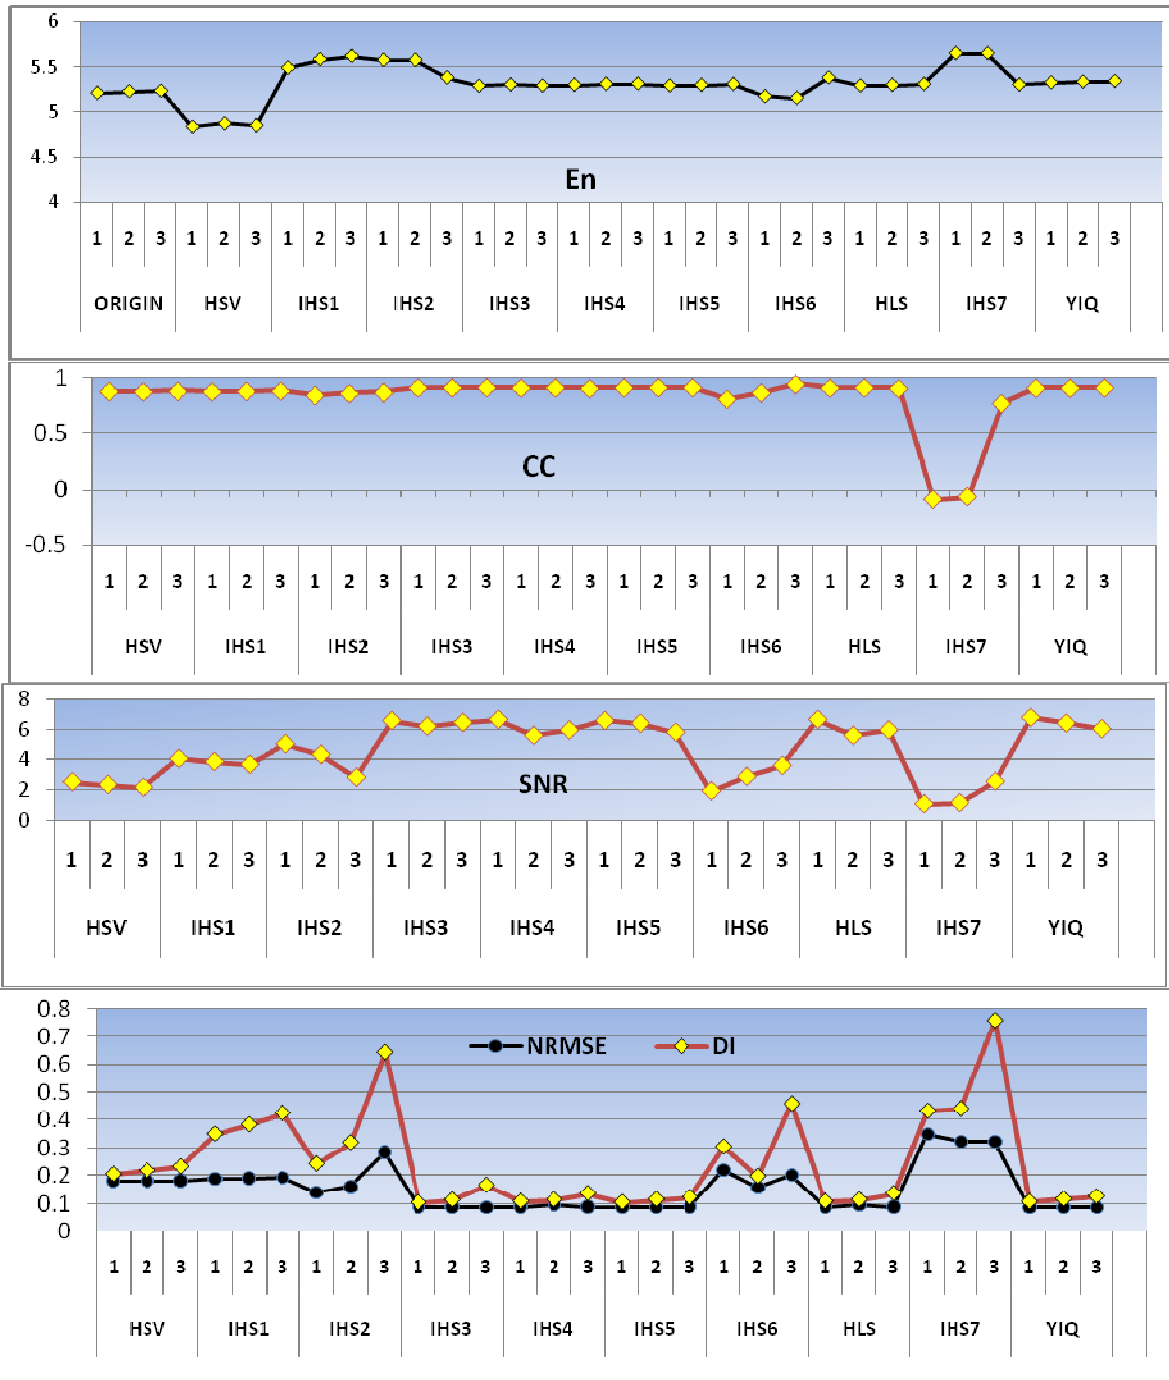 6
5.5
5
4.5
4
En
1 2 3 1 2 3 1 2 3 1 2 3 1 2 3 1 2 3 1 2 3 1 2 3 1 2 3 1 2 3 1 2 3
ORIGIN HSV IHS1 IHS2 IHS3 IHS4 IHS5 IHS6 HLS IHS7 YIQ
1
0.5
0
-0.5
CC
1 2 3 1 2 3 1 2 3 1 2 3 1 2 3 1 2 3 1 2 3 1 2 3 1 2 3 1 2 3
HSV IHS1 IHS2 IHS3 IHS4 IHS5 IHS6 HLS IHS7 YIQ
8
6
4
2
0
SNR
1 2 3 1 2 3 1 2 3 1 2 3 1 2 3 1 2 3 1 2 3 1 2 3 1 2 3 1 2 3
HSV IHS1 IHS2 IHS3 IHS4 IHS5 IHS6 HLS IHS7 YIQ
0.8
0.7
0.6
0.5
0.4
0.3
0.2
0.1
0
NRMSE DI
1 2 3 1 2 3 1 2 3 1 2 3 1 2 3 1 2 3 1 2 3 1 2 3 1 2 3 1 2 3
HSV IHS1 IHS2 IHS3 IHS4 IHS5 IHS6 HLS IHS7 YIQ